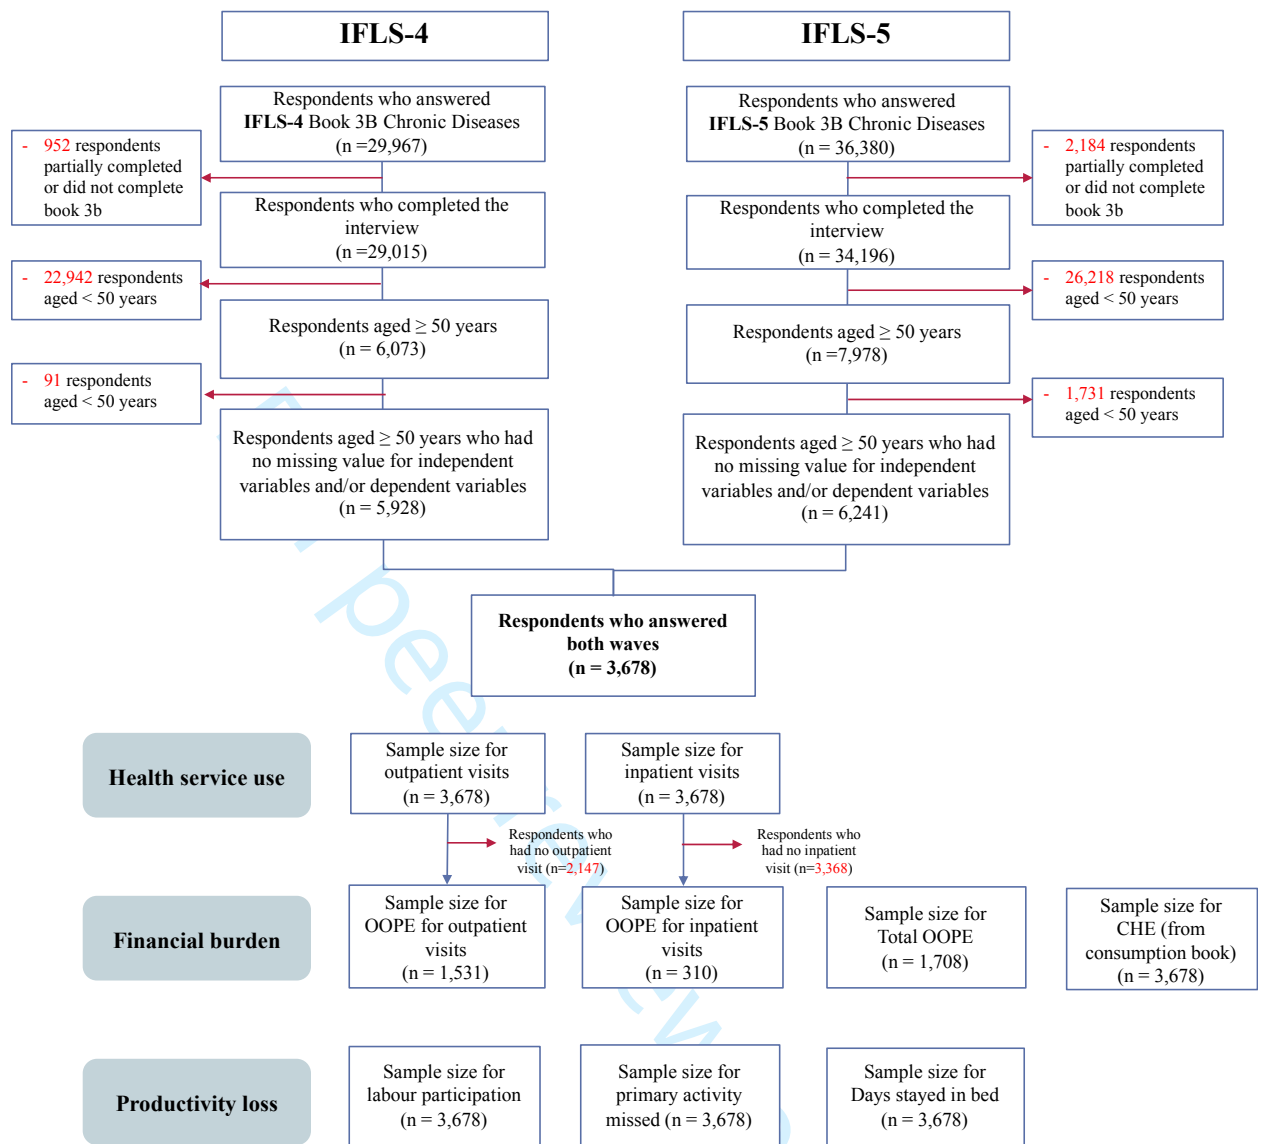 IFLS-4
IFLS-5
Respondents who answered
IFLS-4 Book 3B Chronic Diseases
(n =29,967)
Respondents who answered
IFLS-5 Book 3B Chronic Diseases
(n = 36,380)
- 952 respondents
partially completed
or did not complete
book 3b
- 2,184 respondents
partially completed
or did not complete
book 3b
Respondents who completed the
interview
(n =29,015)
Respondents who completed the
interview
(n = 34,196)
- 22,942 respondents
aged < 50 years
- 26,218 respondents
aged < 50 years
Respondents aged ≥ 50 years
(n = 6,073)
Respondents aged ≥ 50 years
(n =7,978)
- 91 respondents
aged < 50 years
- 1,731 respondents
aged < 50 years
Respondents aged ≥ 50 years who had
no missing value for independent
variables and/or dependent variables
(n = 5,928)
Respondents aged ≥ 50 years who had
no missing value for independent
variables and/or dependent variables
(n = 6,241)
Respondents who answered
both waves
(n = 3,678)
Health service use
Sample size for
outpatient visits
(n = 3,678)
Sample size for
inpatient visits
(n = 3,678)
Respondents who
had no outpatient
visit (n=2,147)
Respondents who
had no inpatient
visit (n=3,368)
Financial burden
Sample size for
OOPE for outpatient
visits
(n = 1,531)
Sample size for
OOPE for inpatient
visits
(n = 310)
Sample size for
Total OOPE
(n = 1,708)
Sample size for
CHE (from
consumption book)
(n = 3,678)
Productivity loss
Sample size for
labour participation
(n = 3,678)
Sample size for
primary activity
missed (n = 3,678)
Sample size for
Days stayed in bed
(n = 3,678)